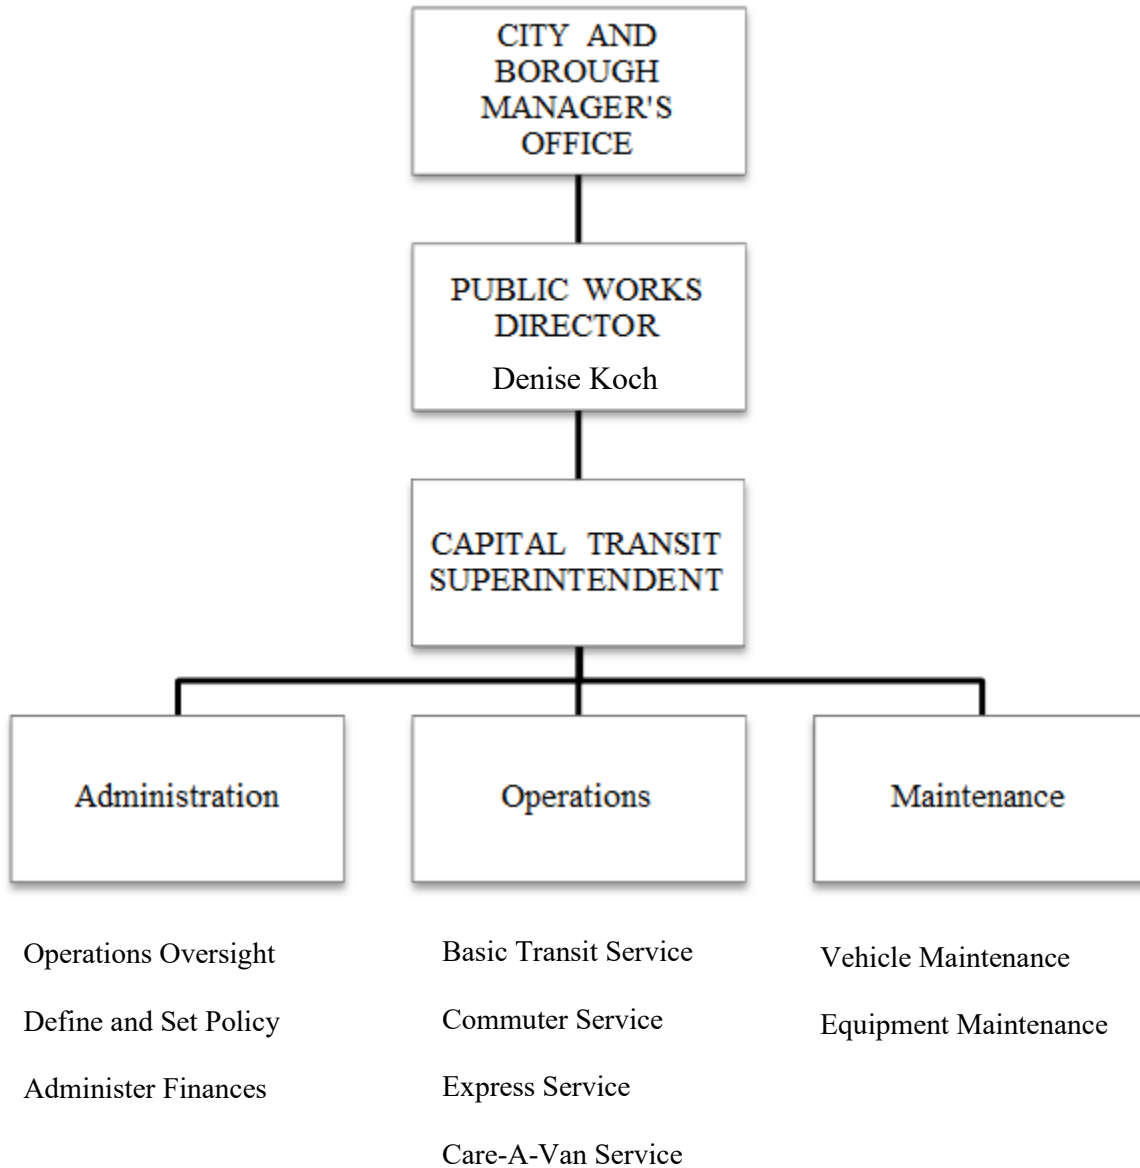 CITY AND
BOROUGH
MANAGER'S
OFFICE
PUBLIC WORKS
DIRECTOR
Denise Koch
CAPITAL TRANSIT
SUPERINTENDENT
Administration
Operations
Maintenance
Operations Oversight
Define and Set Policy
Administer Finances
Basic Transit Service
Commuter Service
Express Service
Care-A-Van Service
Vehicle Maintenance
Equipment Maintenance